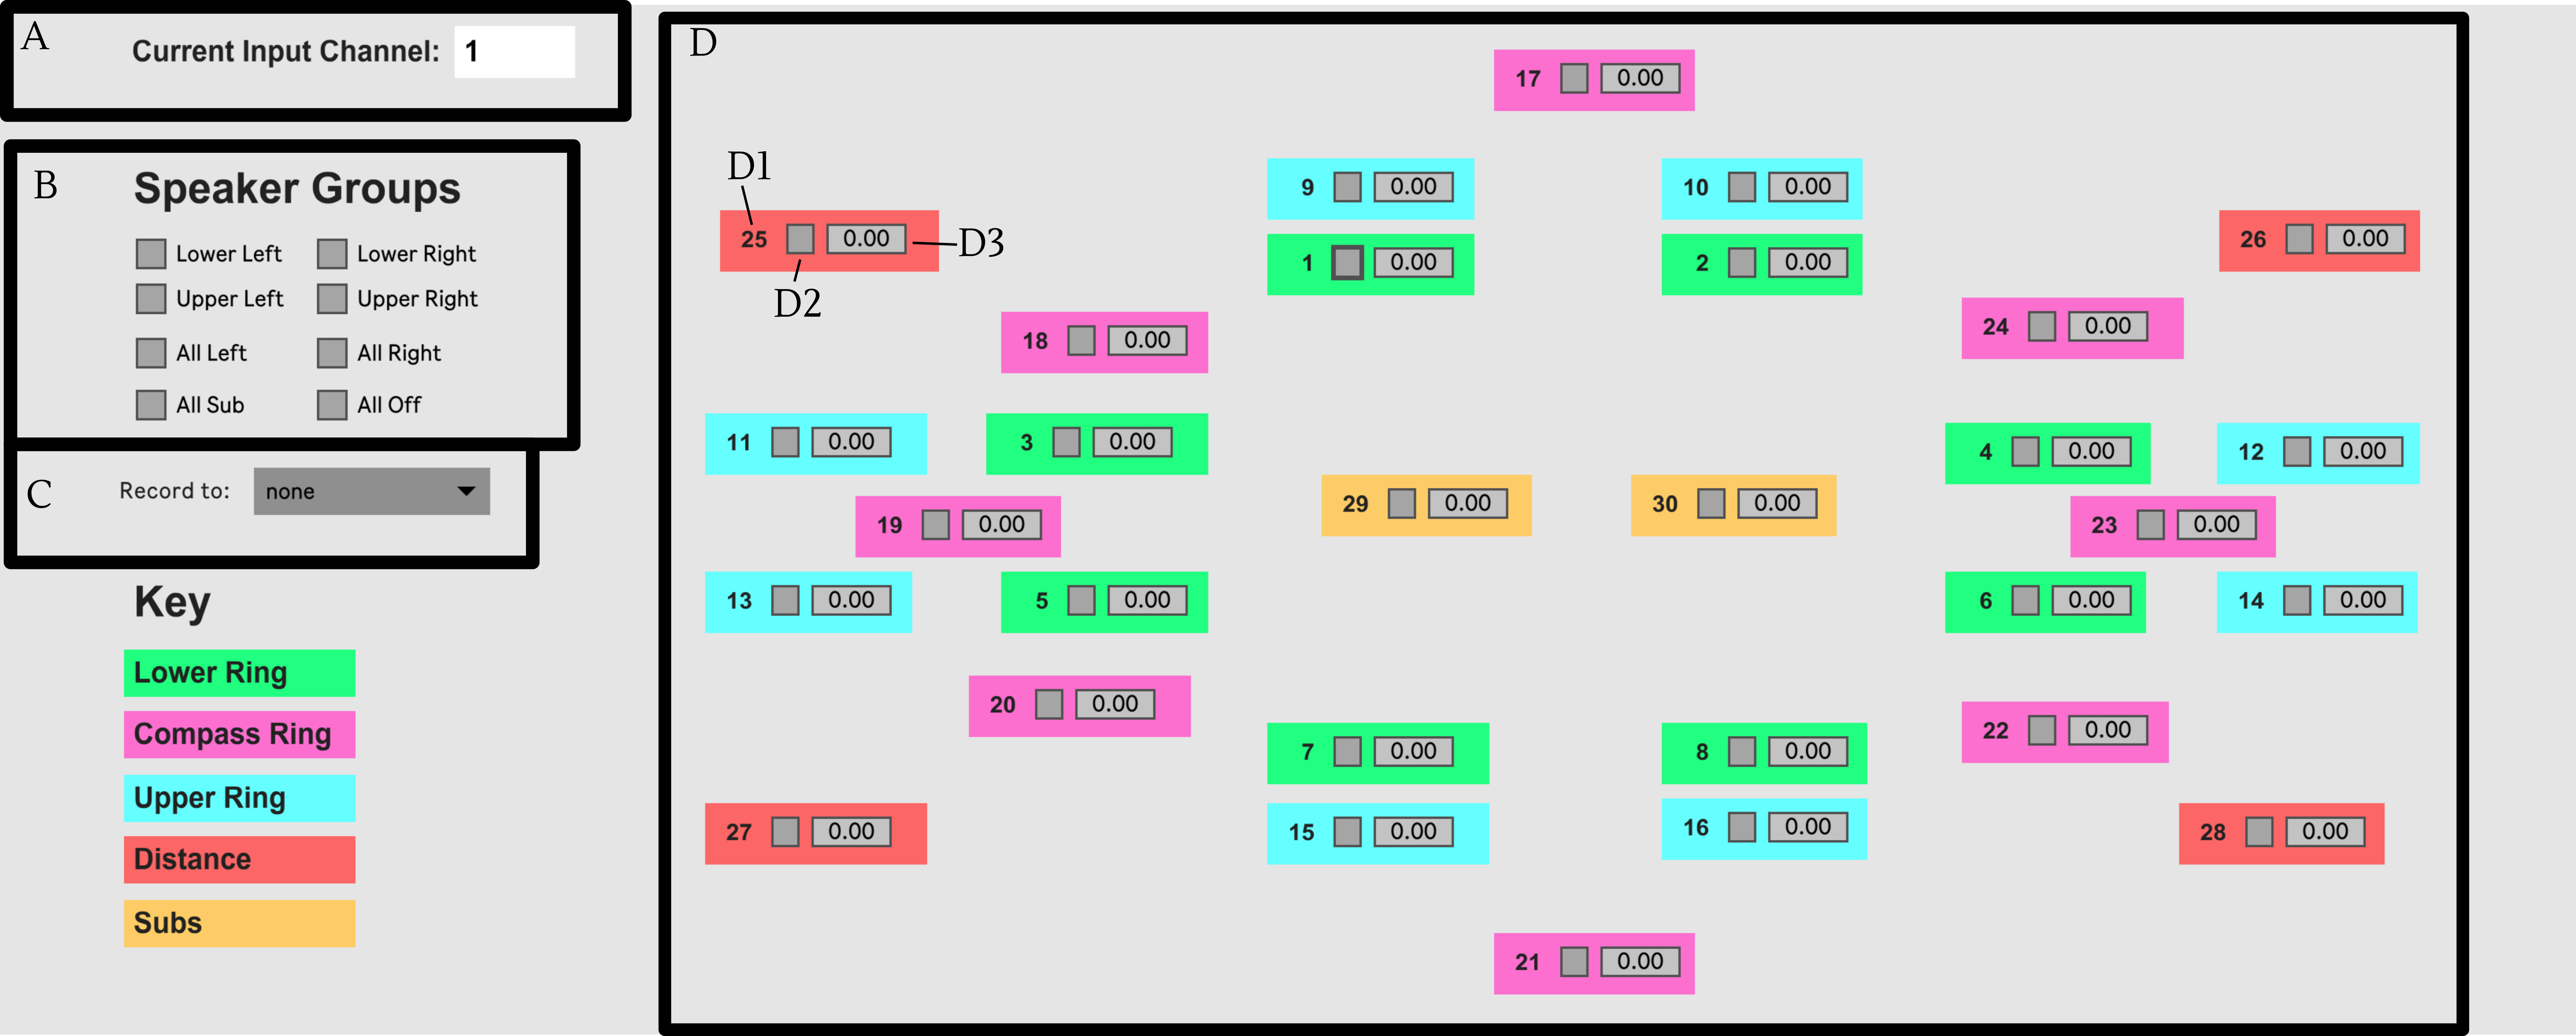 A
Current Input Channel: 1
B
Speaker Groups
Lower Left Lower Right
Upper Left Upper Right
All Left All Right
All Sub All Off
C
Record to: none
Key
Lower Ring
Compass Ring
Upper Ring
Distance
Subs
D
17 0.00
D1
9 0.00
10 0.00
25 0.00
D3
26 0.00
D2
1 0.00
2 0.00
18 0.00
24 0.00
11 0.00
3 0.00
4 0.00
12 0.00
29 0.00
30 0.00
19 0.00
23 0.00
13 0.00
5 0.00
6 0.00
14 0.00
20 0.00
22 0.00
7 0.00
8 0.00
27 0.00
15 0.00
16 0.00
28 0.00
21 0.00